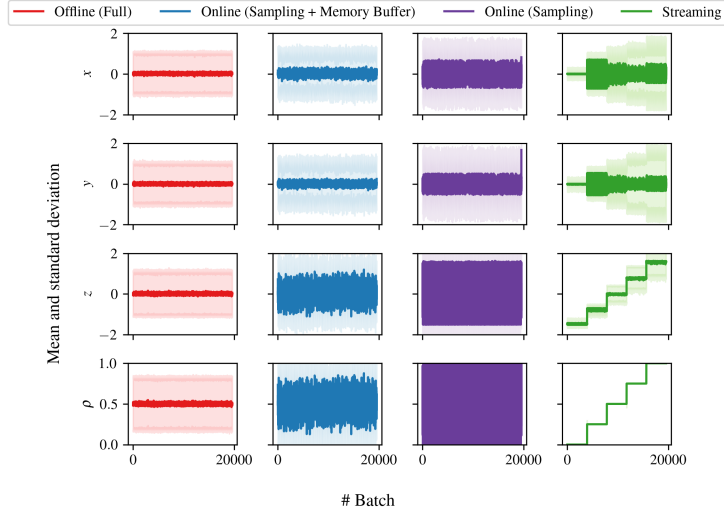 Offline (Full) Online (Sampling + Memory Buffer) Online (Sampling) Streaming
Mean and standard deviation
x
2
0
−2
y
2
0
−2
z
2
0
−2
ρ
1.0
0.5
0.0
0 20000 0 20000 0 20000 0 20000
# Batch